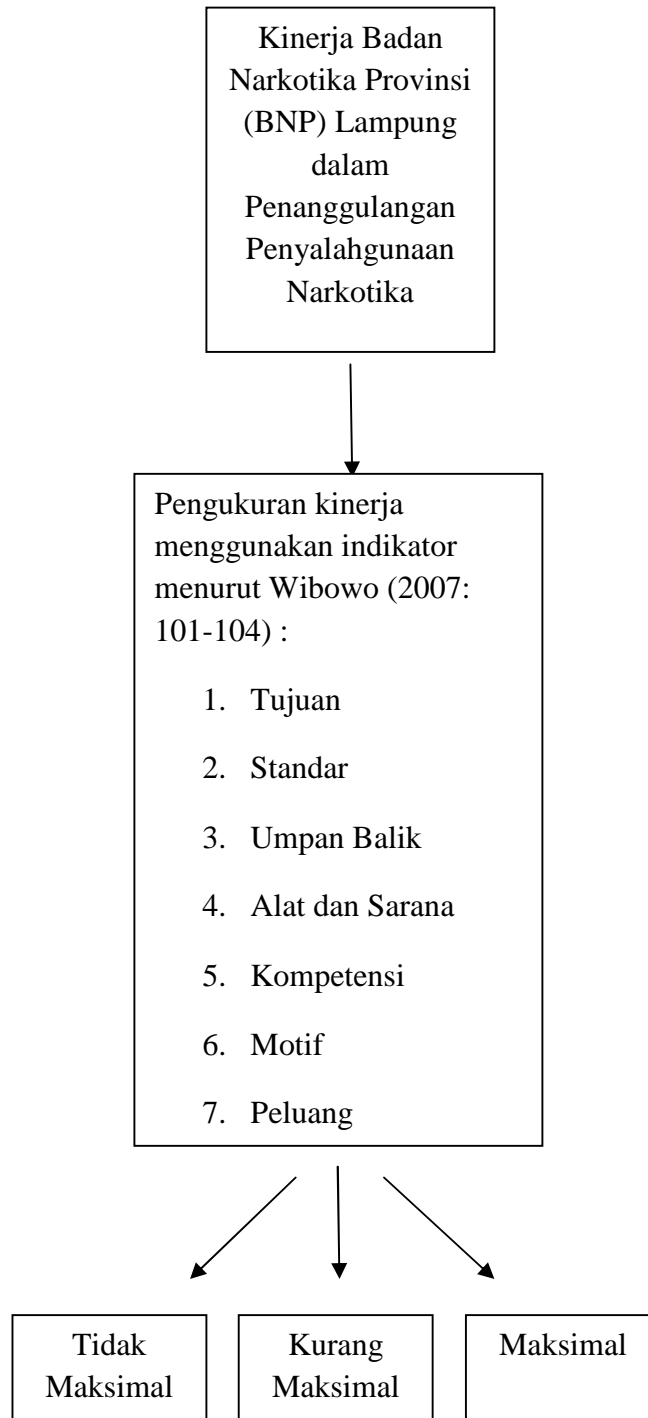 Kinerja Badan
Narkotika Provinsi
(BNP) Lampung
dalam
Penanggulangan
Penyalahgunaan
Narkotika
Pengukuran kinerja
menggunakan indikator
menurut Wibowo (2007:
101-104) :
1. Tujuan
2. Standar
3. Umpan Balik
4. Alat dan Sarana
5. Kompetensi
6. Motif
7. Peluang
Tidak
Maksimal
Kurang
Maksimal
Maksimal